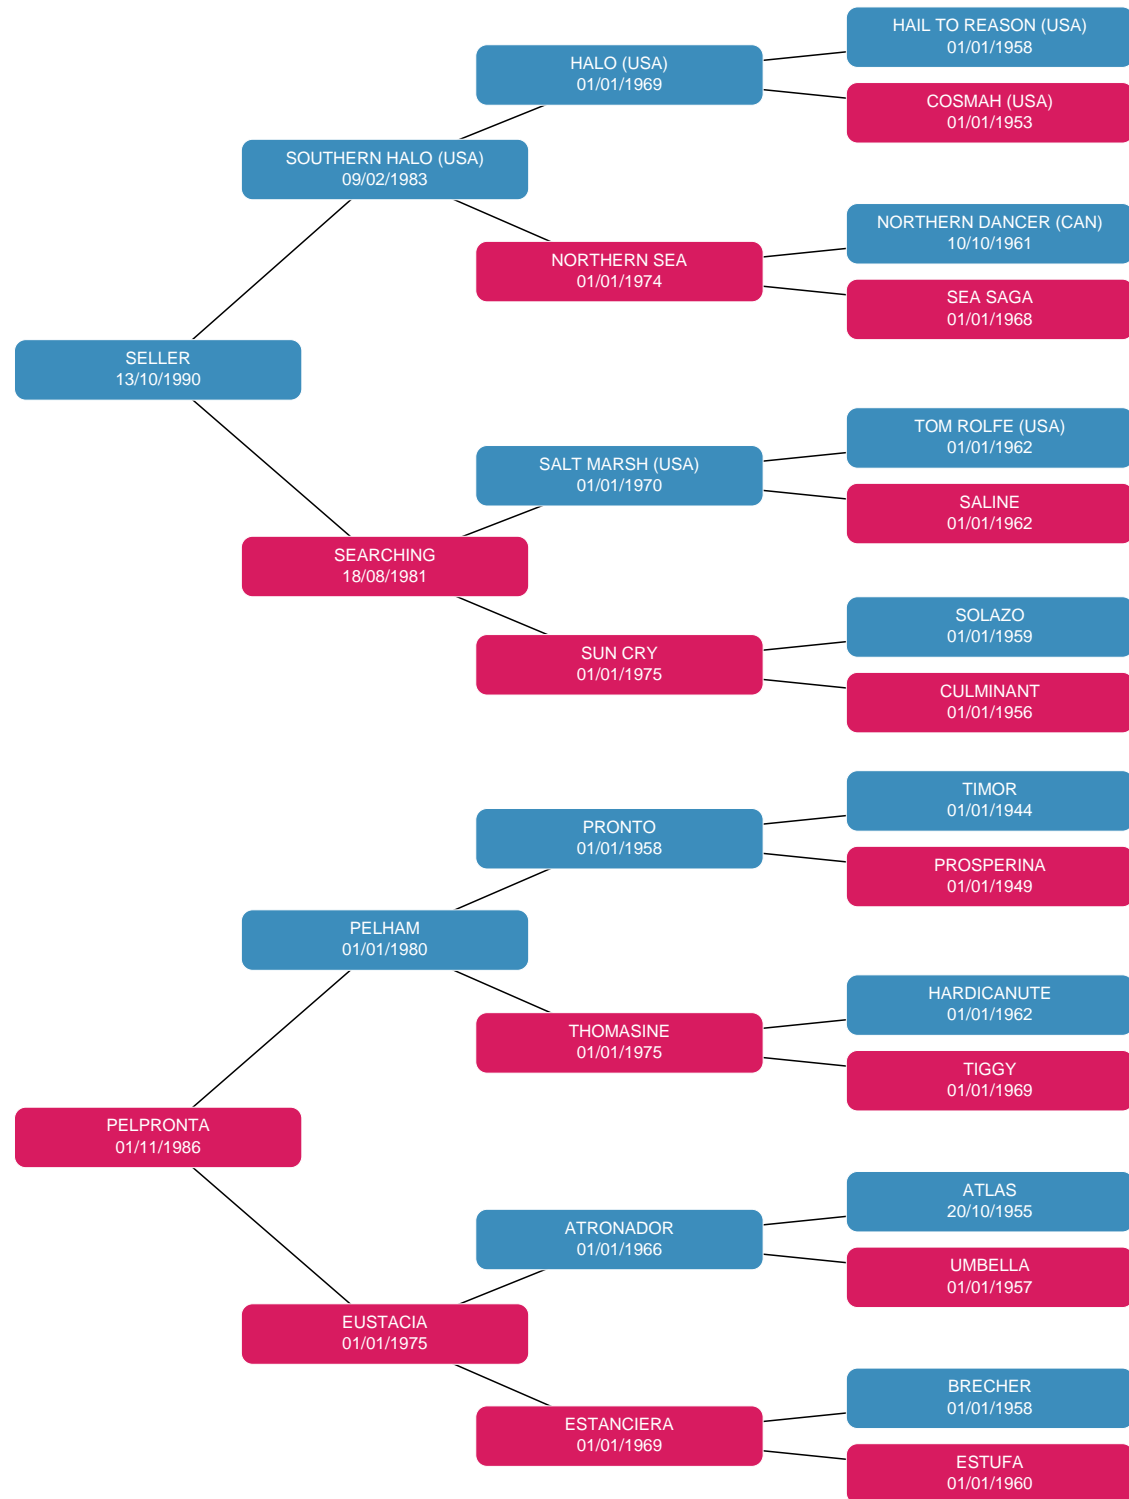 HAIL TO REASON (USA)
01/01/1958
HALO (USA)
01/01/1969
COSMAH (USA)
01/01/1953
SOUTHERN HALO (USA)
09/02/1983
NORTHERN DANCER (CAN)
10/10/1961
NORTHERN SEA
01/01/1974
SEA SAGA
01/01/1968
SELLER
13/10/1990
TOM ROLFE (USA)
01/01/1962
SALT MARSH (USA)
01/01/1970
SALINE
01/01/1962
SEARCHING
18/08/1981
SOLAZO
01/01/1959
SUN CRY
01/01/1975
CULMINANT
01/01/1956
TIMOR
01/01/1944
PRONTO
01/01/1958
PROSPERINA
01/01/1949
PELHAM
01/01/1980
HARDICANUTE
01/01/1962
THOMASINE
01/01/1975
TIGGY
01/01/1969
PELPRONTA
01/11/1986
ATLAS
20/10/1955
ATRONADOR
01/01/1966
UMBELLA
01/01/1957
EUSTACIA
01/01/1975
BRECHER
01/01/1958
ESTANCIERA
01/01/1969
ESTUFA
01/01/1960